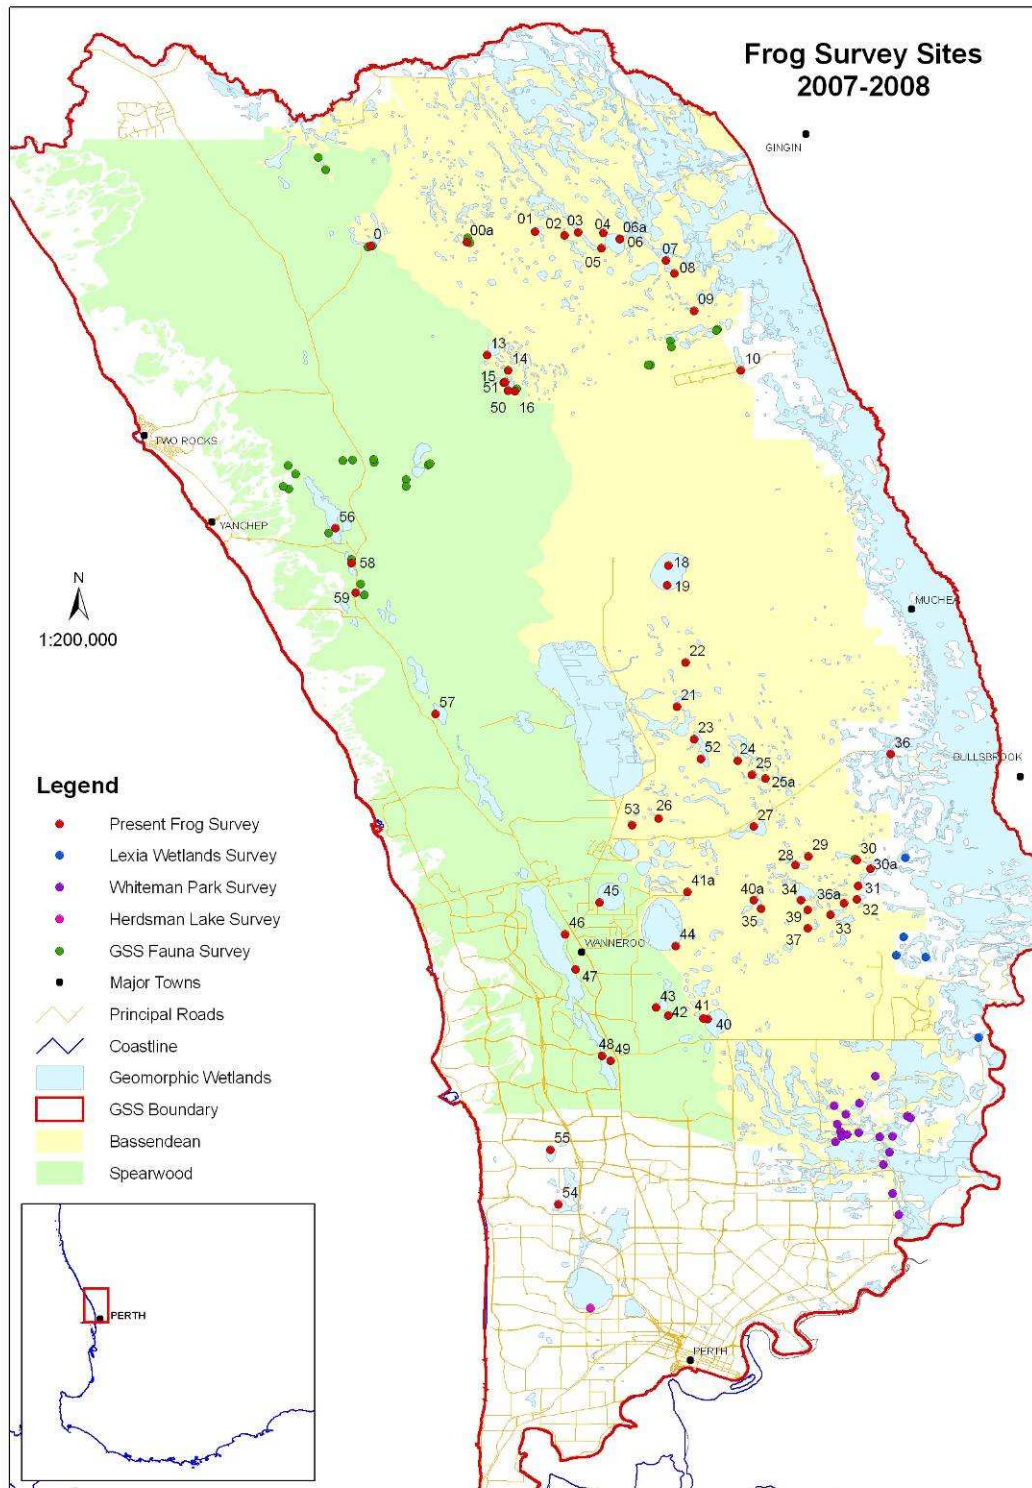 Frog Survey Sites
2007-2008
GINGIN
0
00a
01
02
03
04
06a
06
05
07
08
09
10
13
14
15
51
50
16
TWO ROCKS
YANCHEP
56
58
59
57
N
1:200,000
18
19
MUCHEA
22
21
23
52
24
25
25a
36
BULLSBROOK
53
26
27
28
29
30
30a
31
32
36a
33
34
39
37
40a
35
41a
45
46
44
WANNEROO
47
43
42
41
40
48
49
55
54
PERTH
Legend
Present Frog Survey
Lexia Wetlands Survey
Whiteman Park Survey
Herdsman Lake Survey
GSS Fauna Survey
Major Towns
Principal Roads
Coastline
Geomorphic Wetlands
GSS Boundary
Bassendean
Spearwood
PERTH